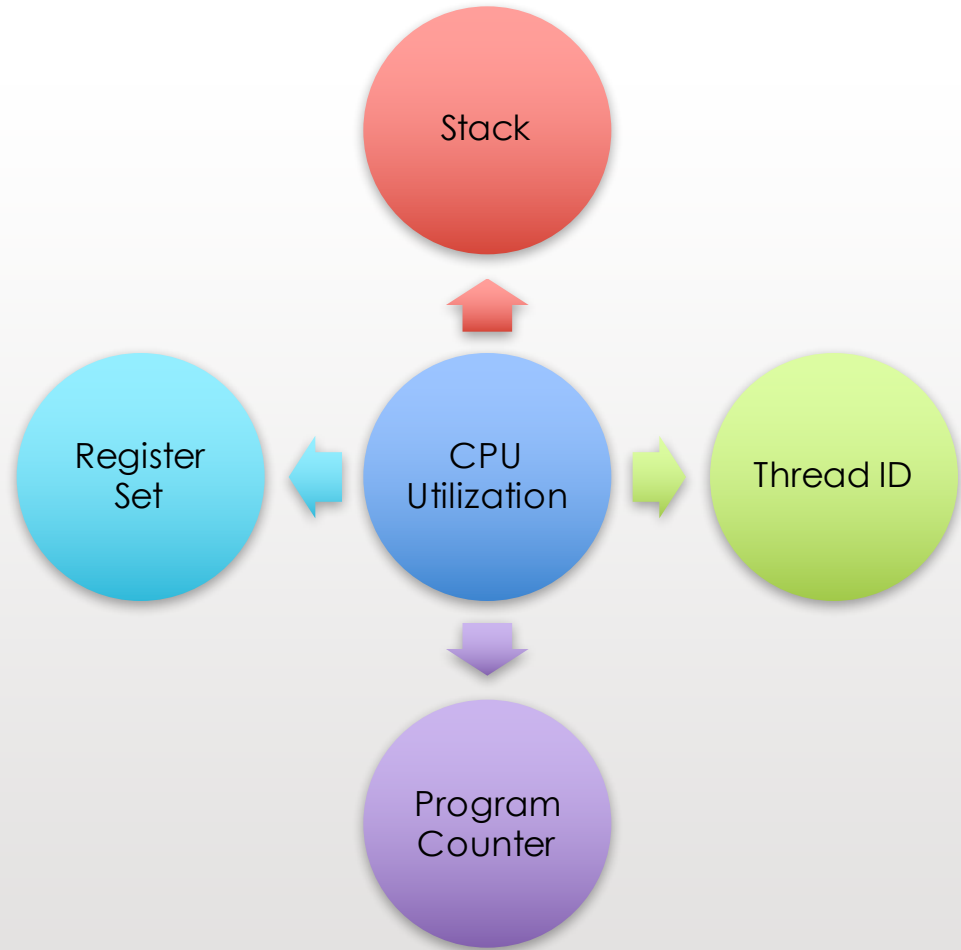 Stack
Register
Set
CPU
Utilization
Thread ID
Program
Counter